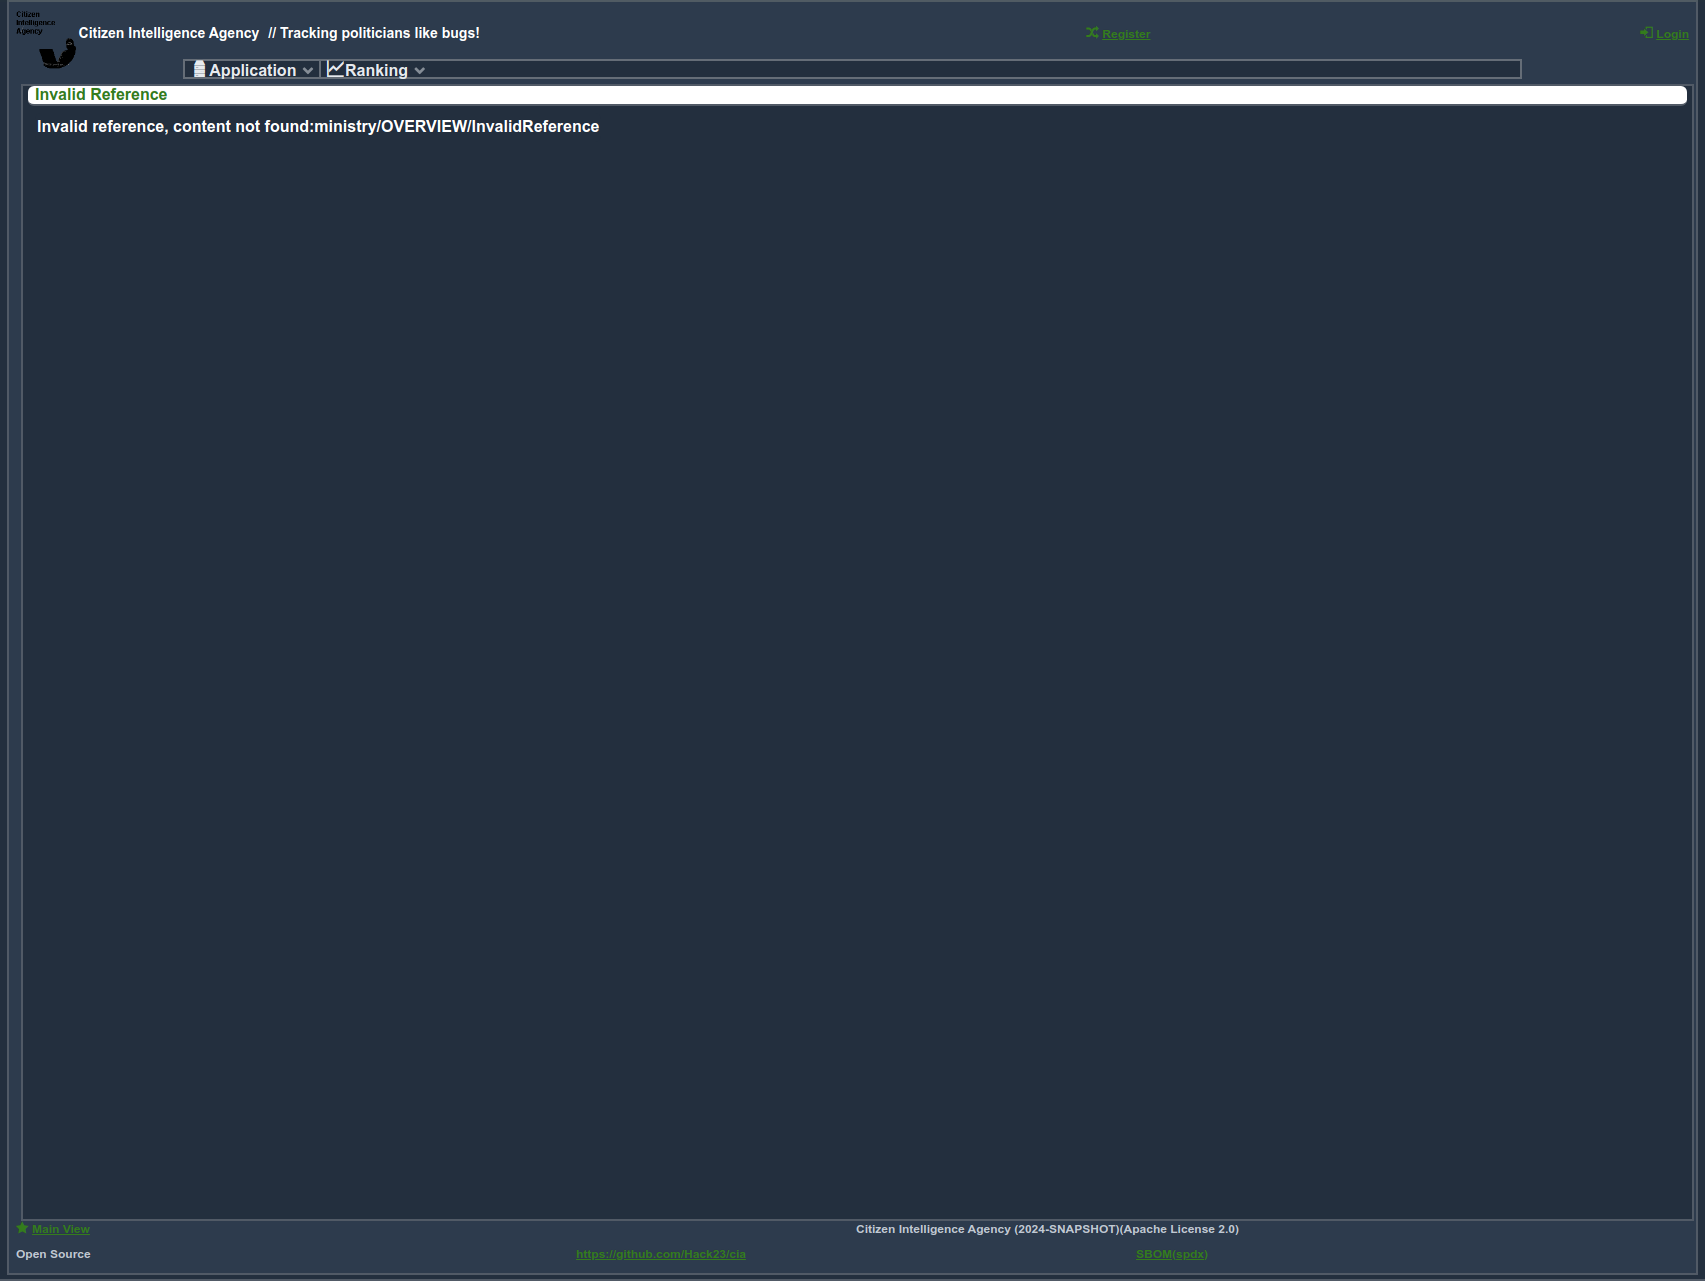 Citizen
Intelligence
Agency
Citizen Intelligence Agency // Tracking politicians like bugs!
Register
Login
Application
Ranking
Invalid Reference
Invalid reference, content not found:ministry/OVERVIEW/InvalidReference
Main View
Citizen Intelligence Agency (2024-SNAPSHOT)(Apache License 2.0)
Open Source
https://github.com/Hack23/cia
SBOM(spdx)